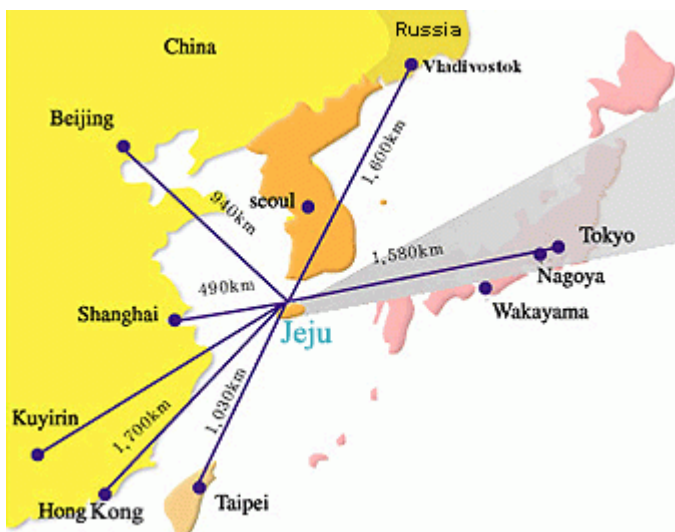 Russia
China
Vladivostok
Beijing
1,600km
940km
seoul
Tokyo
1,580km
Nagoya
490km
Shanghai
Wakayama
Jeju
Kuyirin
1,700km
1,030km
Hong Kong
Taipei